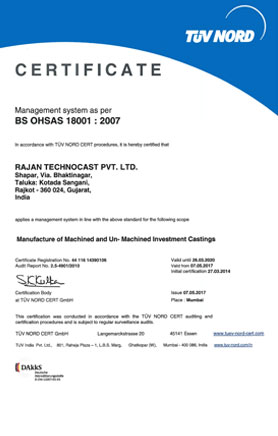 TÜV NORD
CERTIFICATE
Management system as per
BS OHSAS 18001 : 2007
In accordance with TÜV NORD CERT procedures, it is hereby certified that
RAJAN TECHNOCAST PVT. LTD.
Shapar, Via. Bhaktinagar,
Taluka: Kotada Sangani,
Rajkot - 360 024, Gujarat,
India
applies a management system in line with the above standard for the following scope
Manufacture of Machined and Un- Machined Investment Castings
Certificate Registration No. 44 116 14390106 Valid until
Audit Report No. 2.5-4901/2010 Valid from 07.05.2017
Initial certification 27.03.2014
Certification Body Issue 07.05.2017
at TÜV NORD CERT GmbH Place : Mumbai
This certification was conducted in accordance with the TÜV NORD CERT auditing and
certification procedures and is subject to regular surveillance audits.
TÜV NORD CERT GmbH Langemarckstrasse 20 45141 Essen www.tuev-nord-cert.com
TÜV India Pvt. Ltd., 801, Raheja Plaza – 1, L.B.S. Marg, Ghatkopar (W), Mumbai - 400 086, India www.tuv-nord.com/in
DAkkS
Deutsche
Akkreditierungsstelle